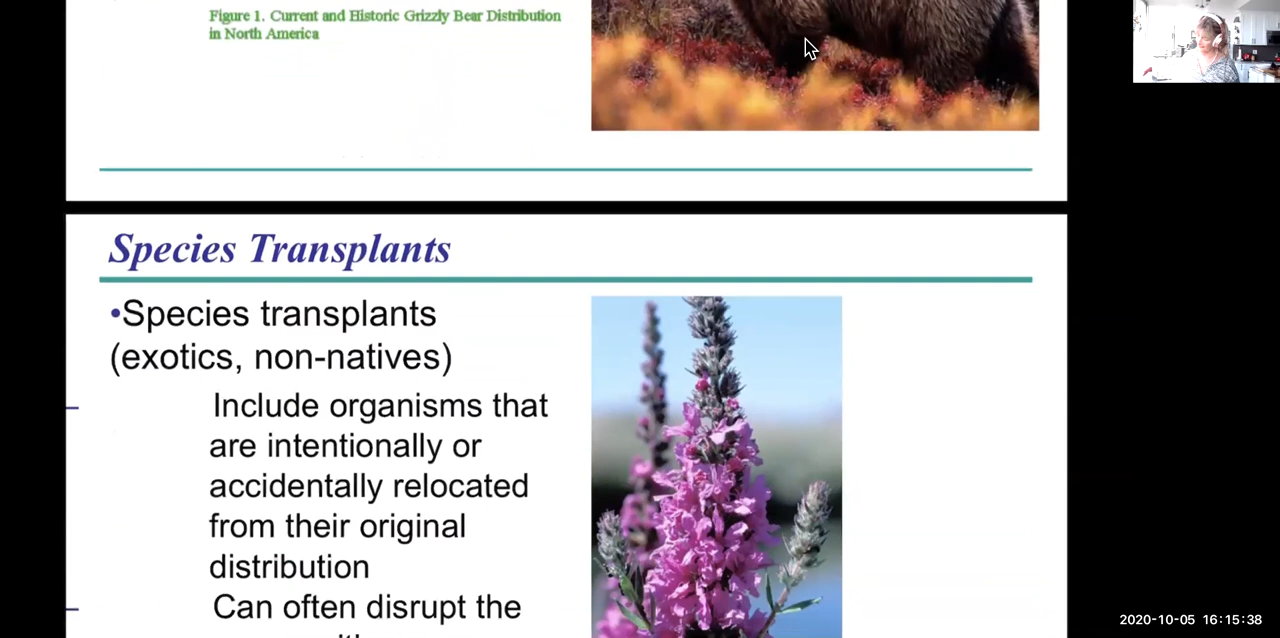 Figure 1. Current and Historic Grizzly Bear Distribution
in North America
Species Transplants
•Species transplants
(exotics, non-natives)
Include organisms that
are intentionally or
accidentally relocated
from their original
distribution
Can often disrupt the
2020-10-05 16:15:38